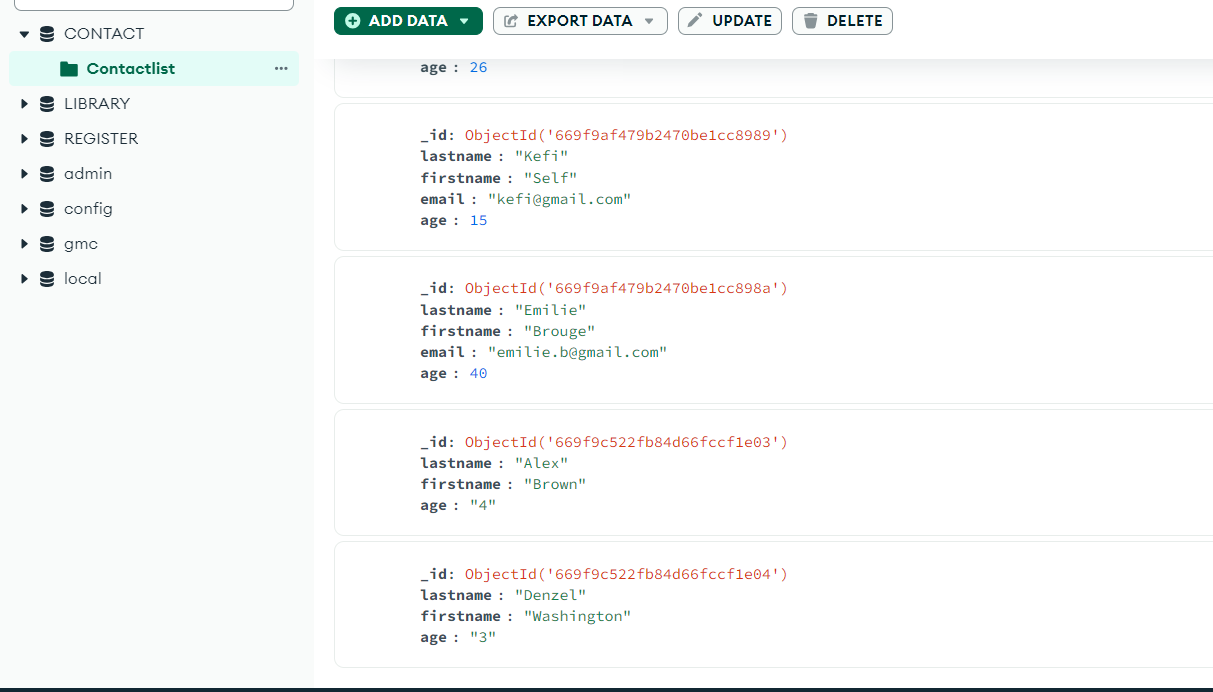 ADD DATA
EXPORT DATA
UPDATE
DELETE
CONTACT
Contactlist
LIBRARY
REGISTER
admin
config
gmc
local
age : 26
_id: ObjectId('669f9af479b2470be1cc8989')
lastname : "Kefi"
firstname : "Self"
email : "kefi@gmail.com"
age : 15
_id: ObjectId('669f9af479b2470be1cc898a')
lastname : "Emilie"
firstname : "Brouge"
email : "emilie.b@gmail.com"
age : 40
_id: ObjectId('669f9c522fb84d66fccf1e03')
lastname : "Alex"
firstname : "Brown"
age : "4"
_id: ObjectId('669f9c522fb84d66fccf1e04')
lastname : "Denzel"
firstname : "Washington"
age : "3"